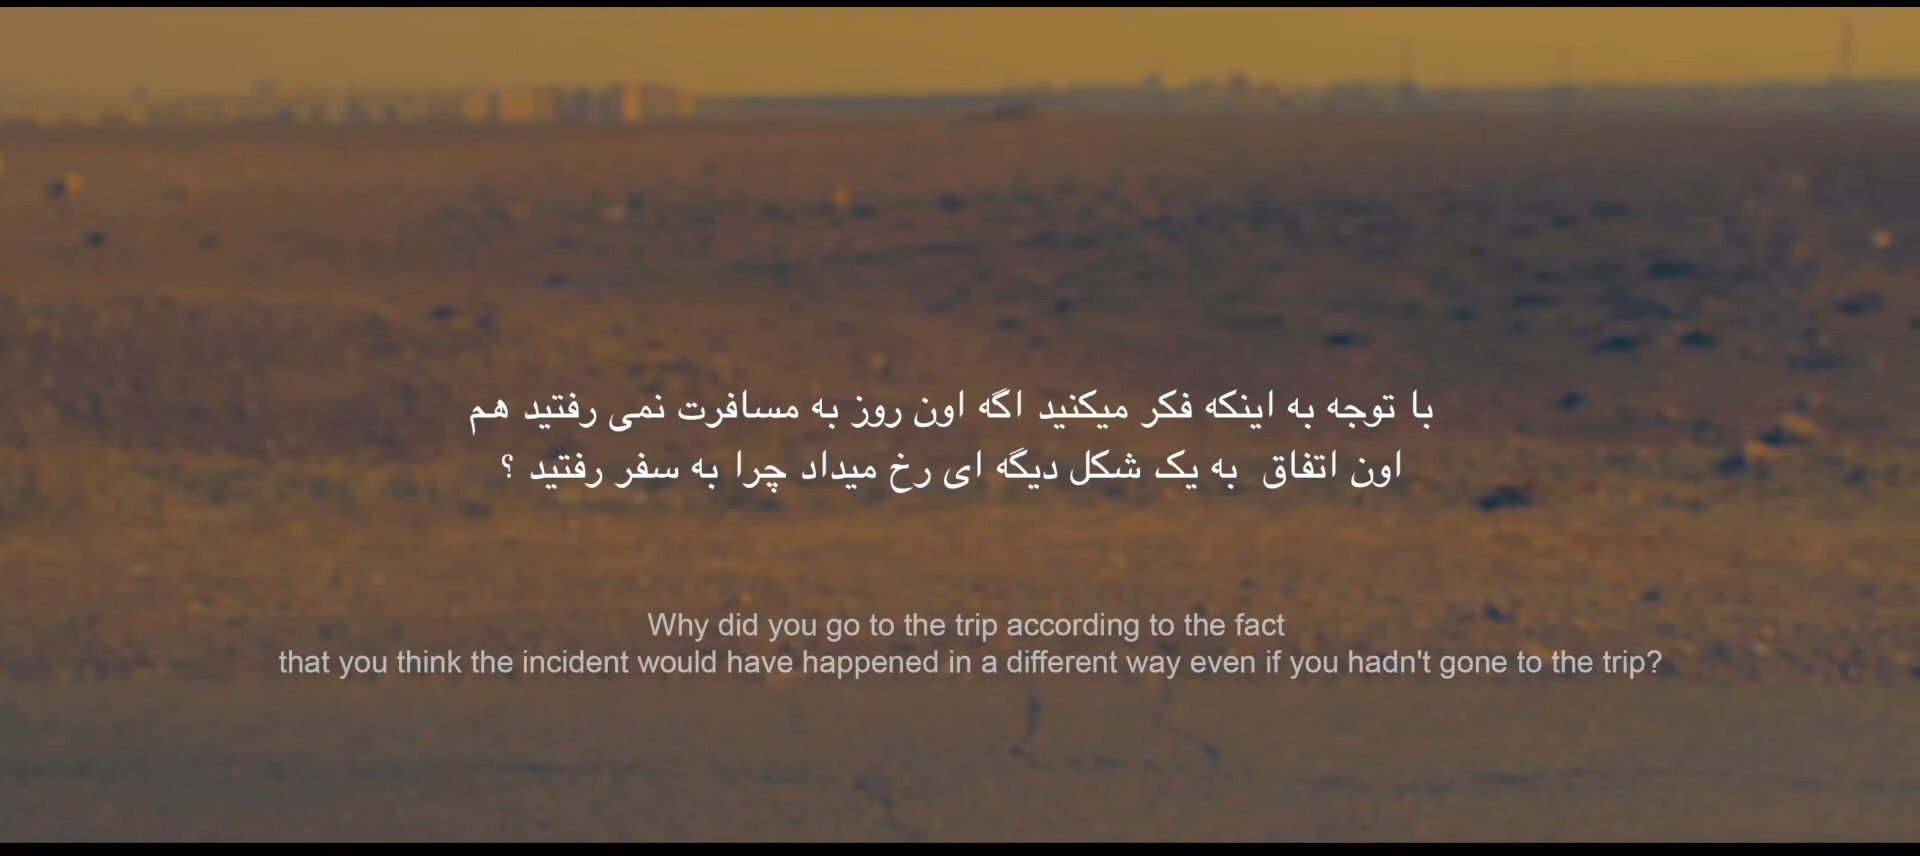 با توجه به اینکه فکر میکنید اگه اون روز به مسافرت نمی رفتید هم
اون اتفاق  به یک شکل دیگه ای رخ میداد چرا به سفر رفتید ؟
Why did you go to the trip according to the fact
that you think the incident would have happened in a different way even if you hadn't gone to the trip?